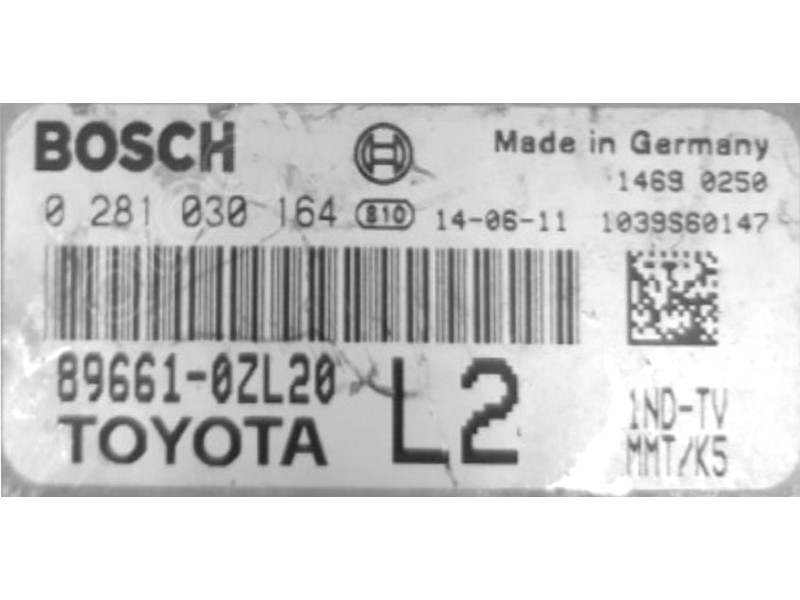 BOSCH
Made in Germany
1469 0250
0 281 030 164 810 14-06-11 1039S60147
89661-0ZL20
TOYOTA
L2
1ND-TV
MMT/K5